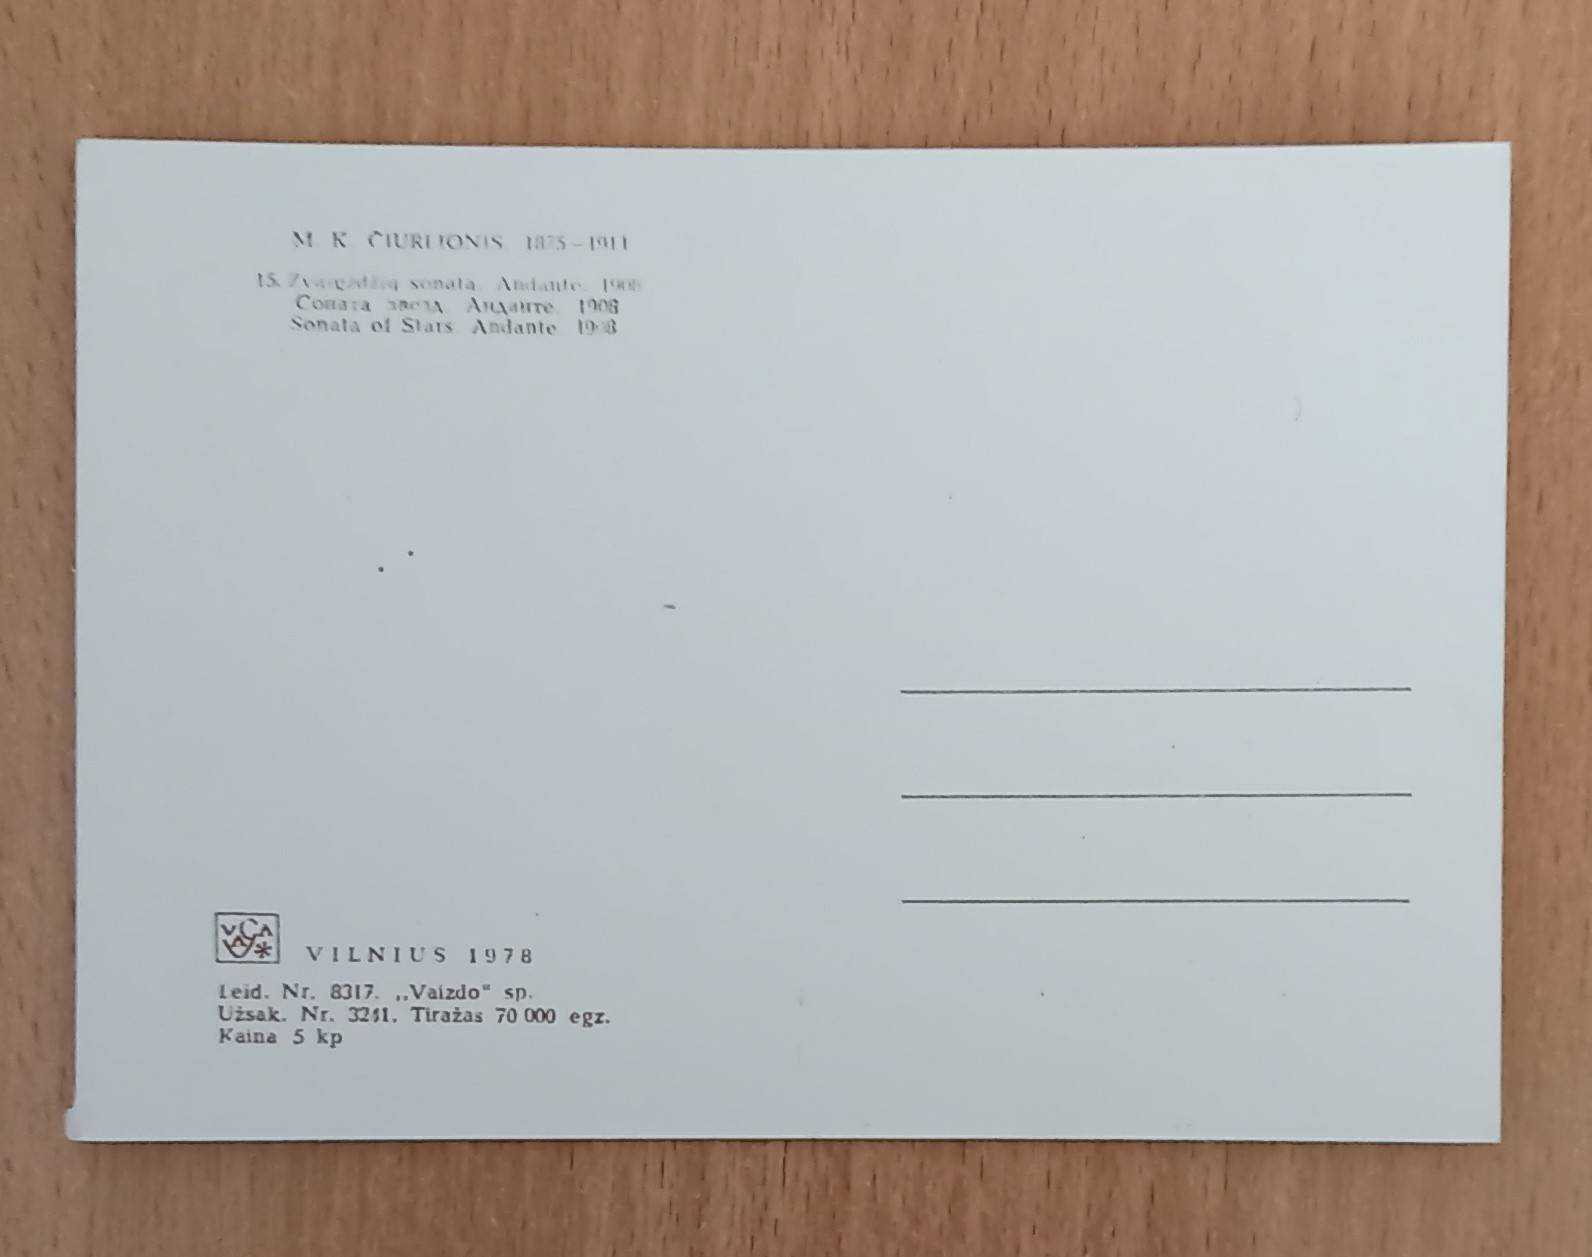 M. K. ČIURLIONIS 1875–1911
15. Žvaigždžių sonata. Andante. 1908
Соната звезд. Анданте. 1908
Sonata of Stars. Andante. 1908
VILNIUS 1978
Leid. Nr. 8317. „Vaizdo“ sp.
Užsak. Nr. Tiražas 70 000 egz.
Kaina 5 kp